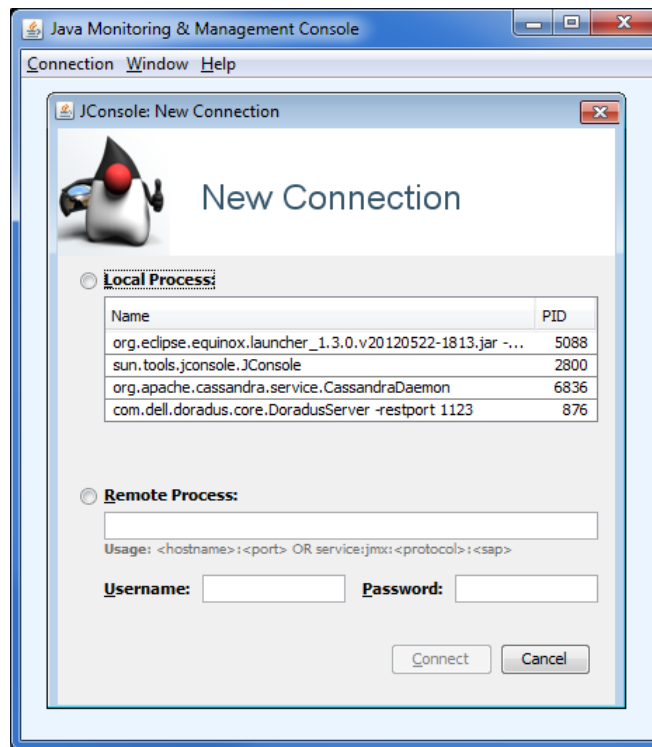 Java Monitoring & Management Console
Connection Window Help
JConsole: New Connection
New Connection
Local Process:
Name PID
org.eclipse.equinox.launcher_1.3.0.v20120522-1813.jar -... 5088
sun.tools.jconsole.JConsole 2800
org.apache.cassandra.service.CassandraDaemon 6836
com.dell.doradus.core.DoradusServer -restport 1123 876
Remote Process:
Usage: <hostname>:<port> OR service:jmx:<protocol>:<sap>
Username: Password:
Connect Cancel